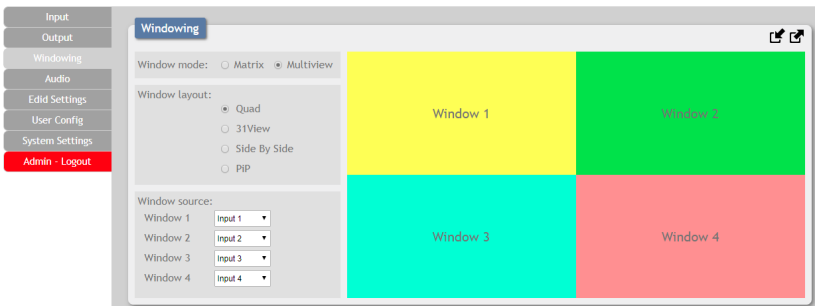 Input
Output
Windowing
Audio
Edid Settings
User Config
System Settings
Admin - Logout
Windowing
Window mode: Matrix Multiview
Window layout:
Quad
31View
Side By Side
PiP
Window source:
Window 1 Input 1
Window 2 Input 2
Window 3 Input 3
Window 4 Input 4
Window 1
Window 2
Window 3
Window 4